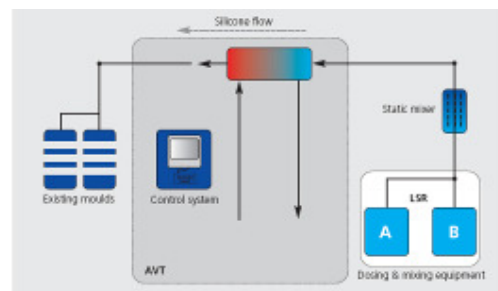 Silicone flow
Static mixer
Existing moulds
Control system
LSR
A
B
AVT
Dosing & mixing equipment